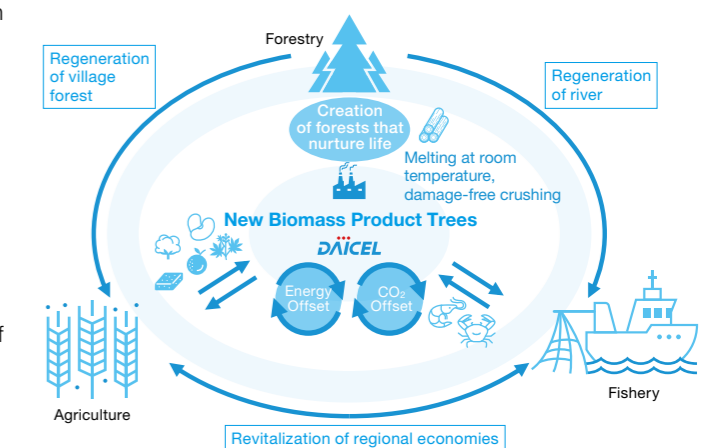 Forestry
Regeneration
of village
forest
Regeneration
of river
Creation
of forests that
nurture life
Melting at room
temperature,
damage-free crushing
New Biomass Product Trees
DAICEL
Energy
Offset
CO₂
Offset
Agriculture
Fishery
Revitalization of regional economies